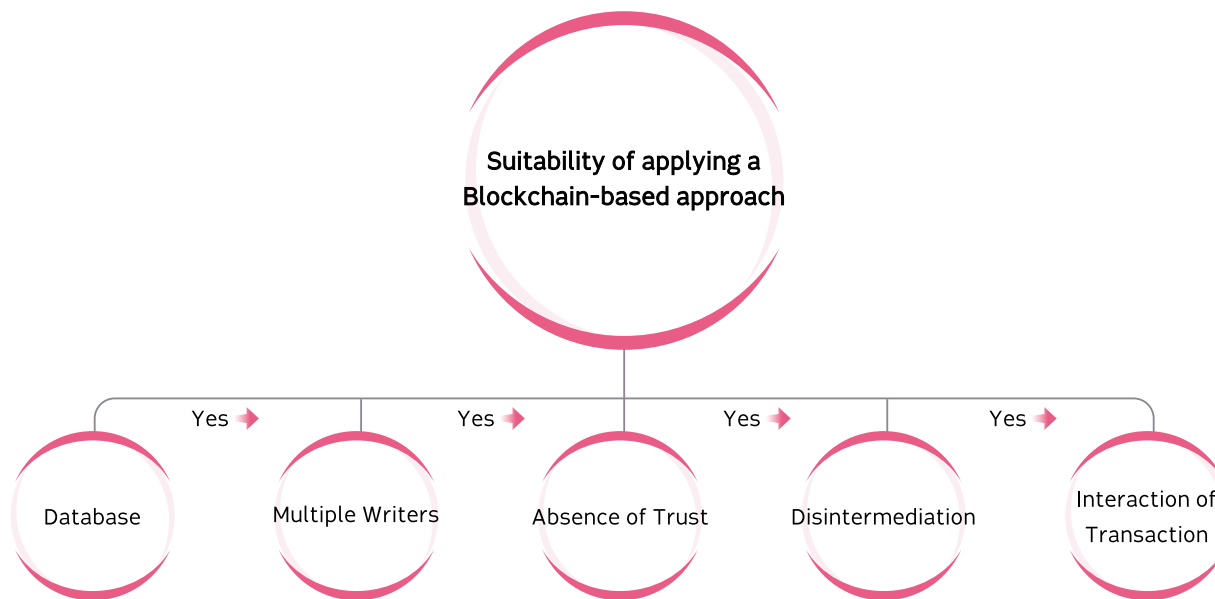 Suitability of applying a
Blockchain-based approach
Yes
Yes
Yes
Yes
Database
Multiple Writers
Absence of Trust
Disintermediation
Interaction of
Transaction